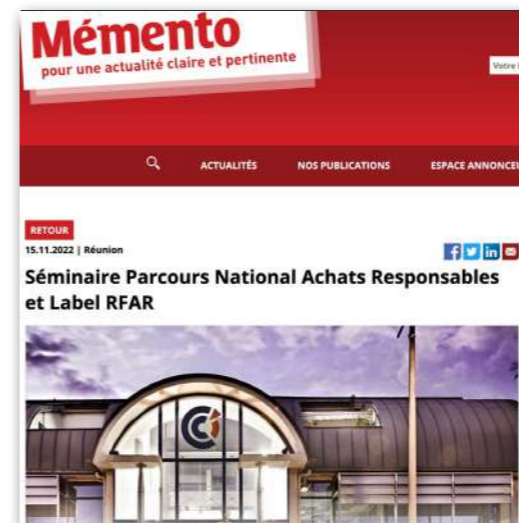 Mémento
pour une actualité claire et pertinente
ACTUALITÉS
NOS PUBLICATIONS
RETOUR
15.11.2022 | Réunion
Séminaire Parcours National Achats Responsables
et Label RFAR